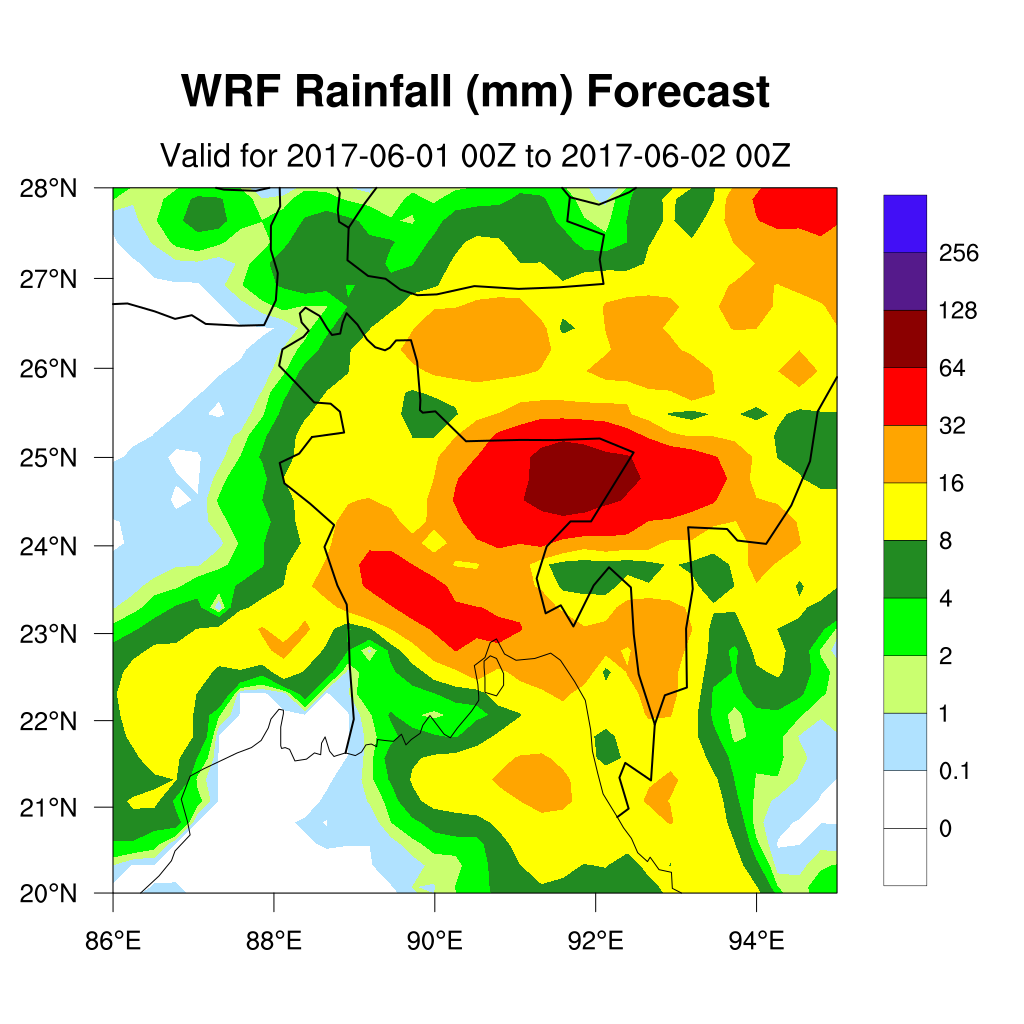 WRF Rainfall (mm) Forecast
Valid for 2017-06-01 00Z to 2017-06-02 00Z
28°N
27°N
26°N
25°N
24°N
23°N
22°N
21°N
20°N
86°E 88°E 90°E 92°E 94°E
256
128
64
32
16
8
4
2
1
0.1
0